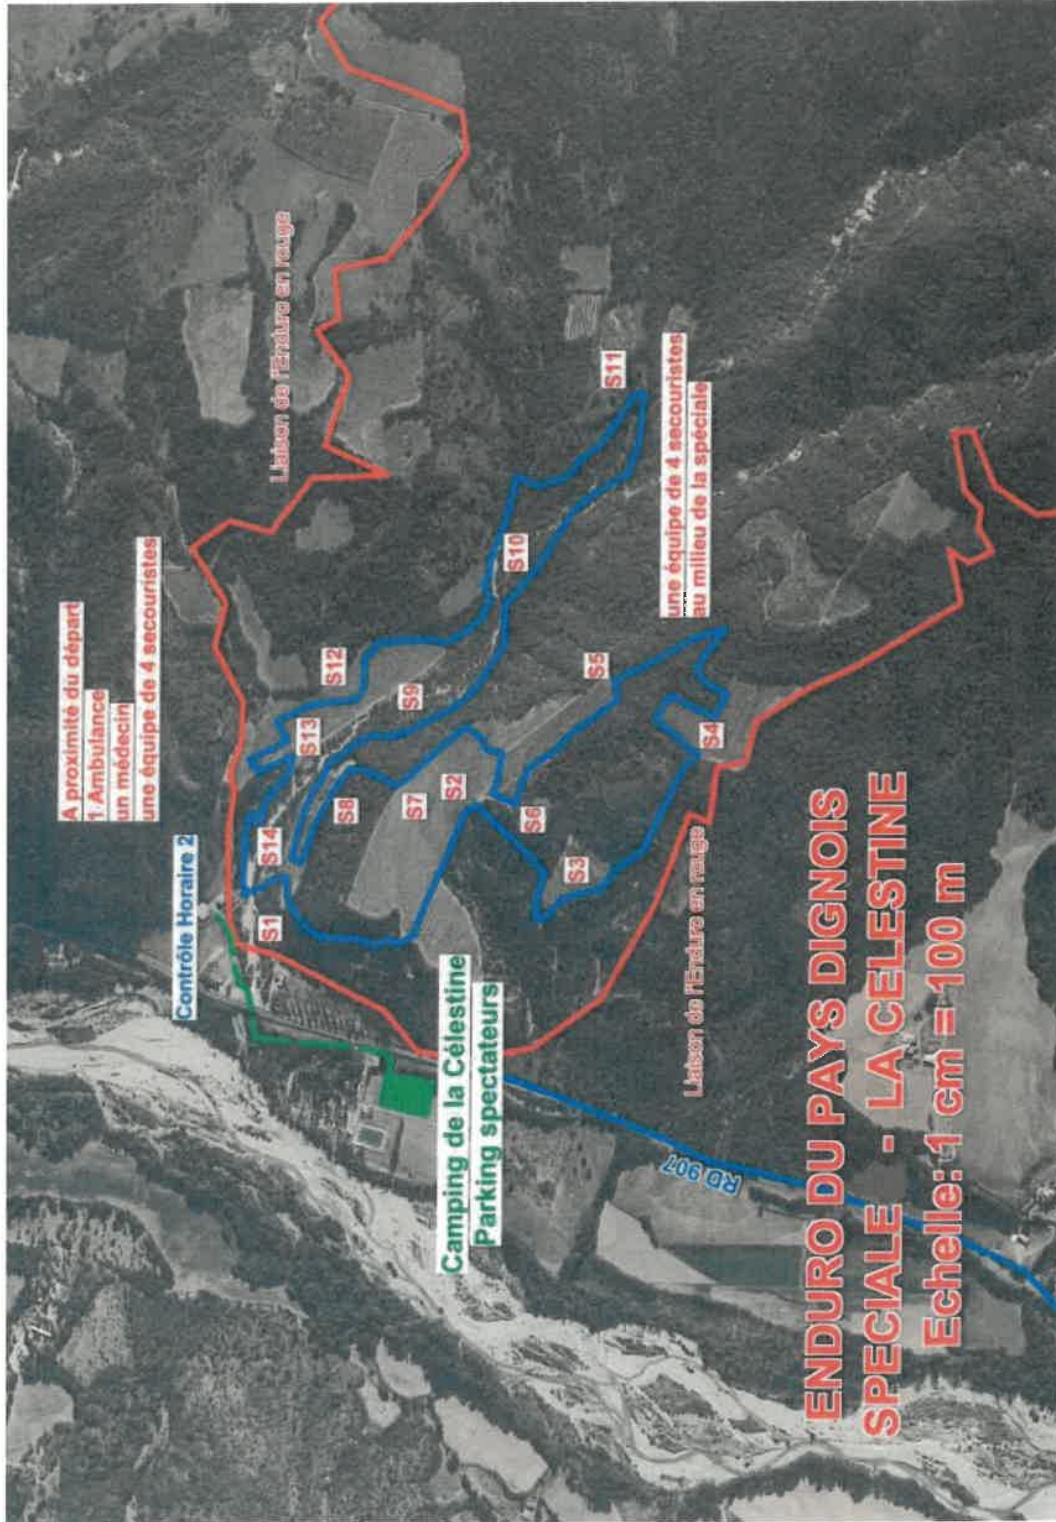 A proximité du départ
1 Ambulance
un médecin
une équipe de 4 secouristes
Liaison de l'Enduro en rouge
Contrôle Horaire 2
S1
S14
S13
S12
S8
S9
S10
S11
S7
S2
S5
S6
S3
S4
une équipe de 4 secouristes
au milieu de la spéciale
Camping de la Célestine
Parking spectateurs
Liaison de l'Enduro en rouge
RD 907
ENDURO DU PAYS DIGNOIS
SPECIALE - LA CELESTINE
Echelle: 1 cm = 100 m